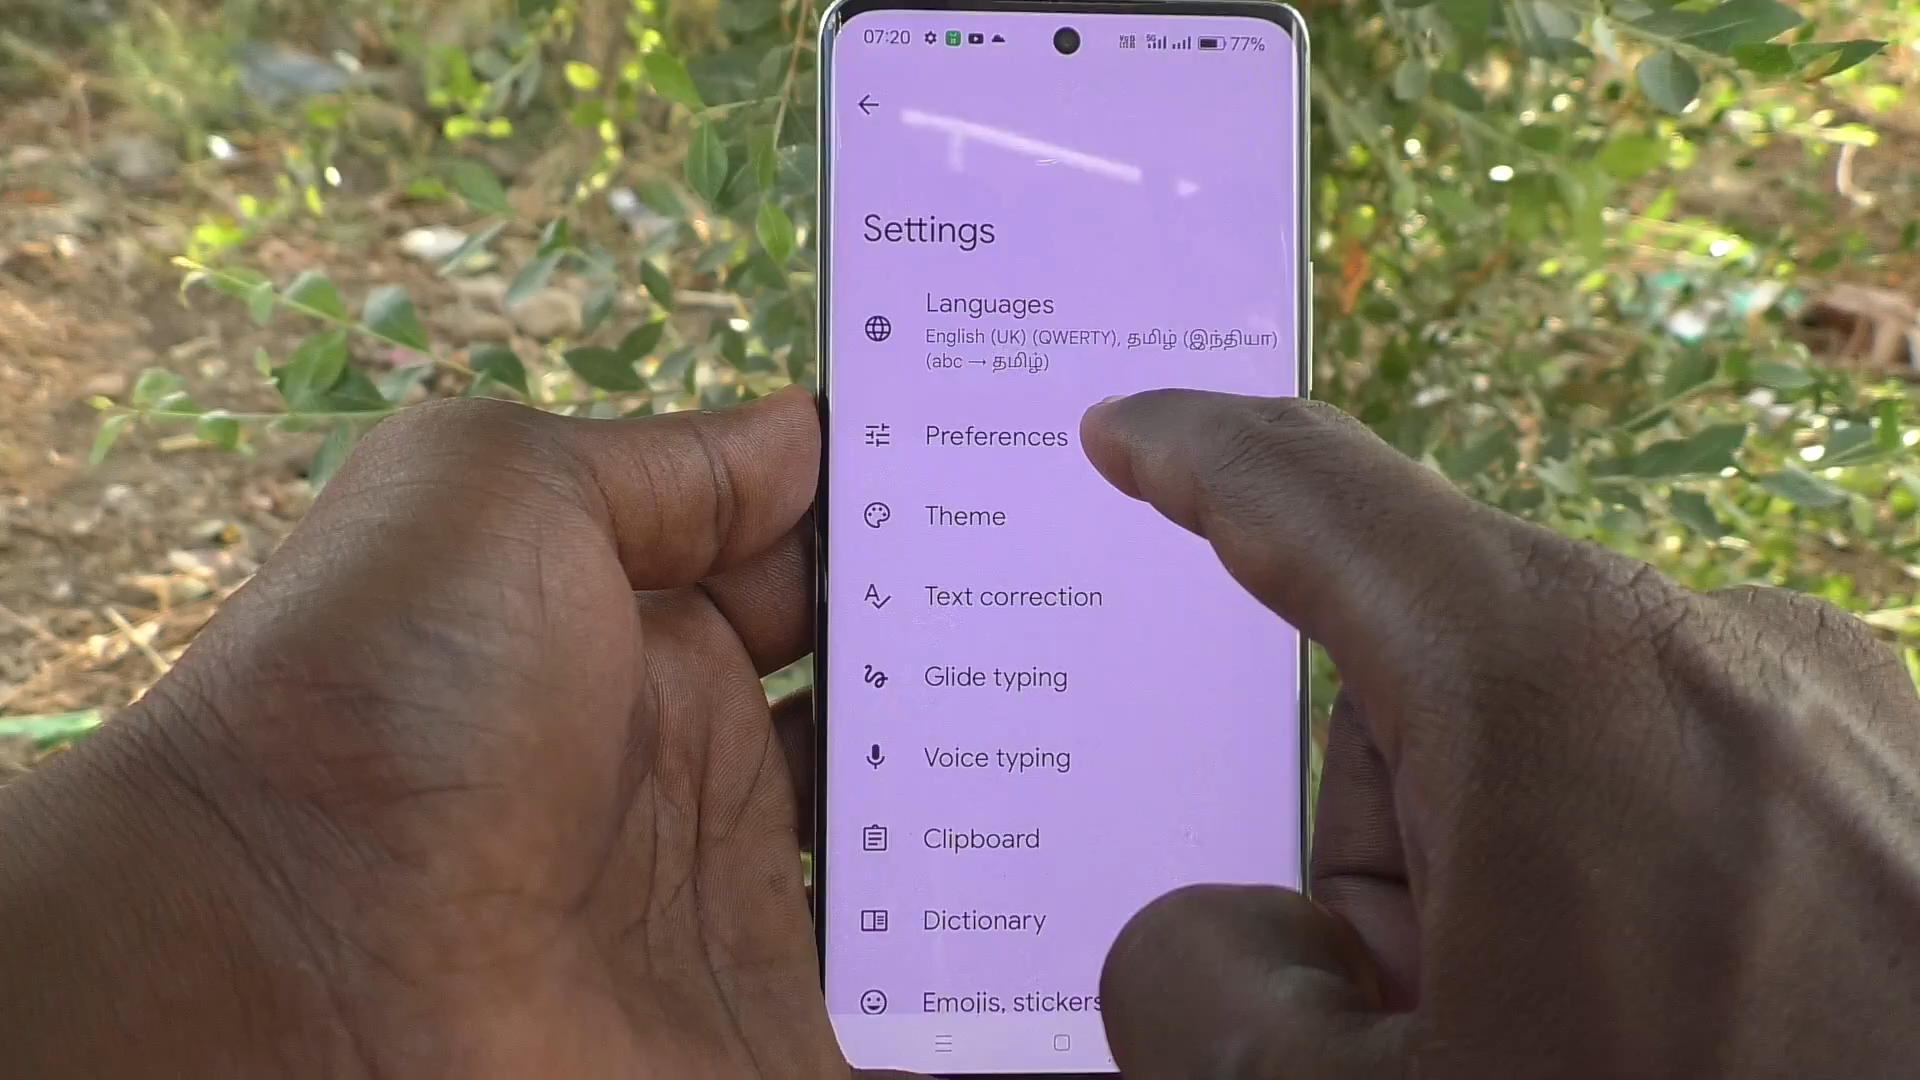 07:20 77%
Settings
Languages
English (UK) (QWERTY), தமிழ் (இந்தியா)
(abc → தமிழ்)
Preferences
Theme
Text correction
Glide typing
Voice typing
Clipboard
Dictionary
Emojis, stickers